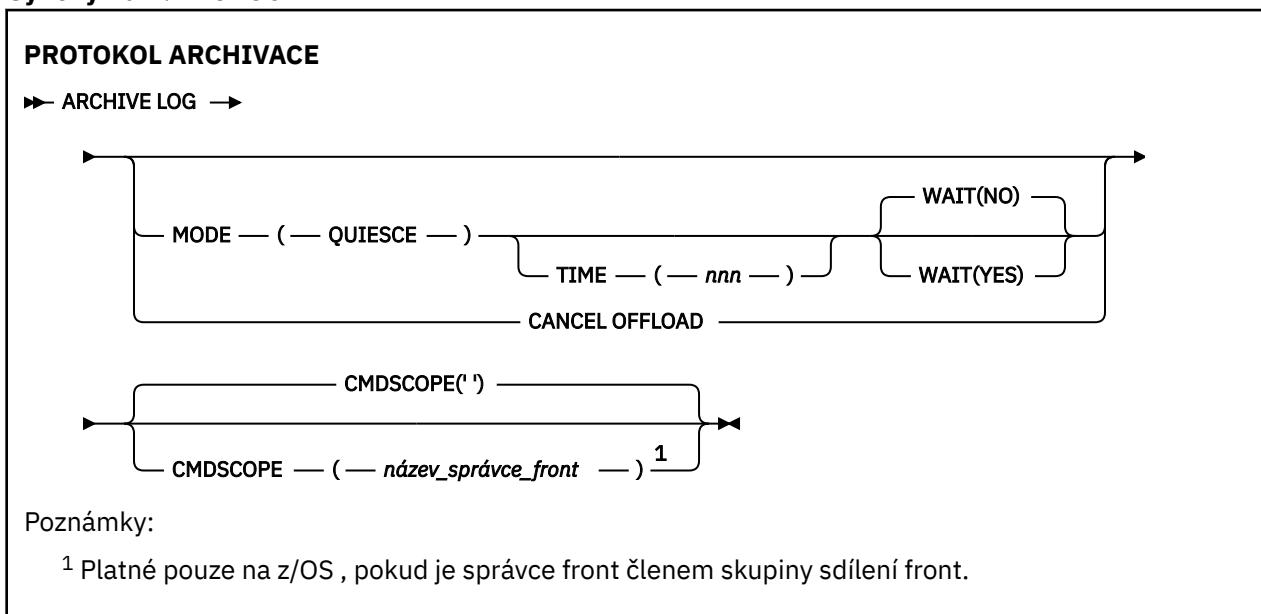 PROTOKOL ARCHIVACE
ARCHIVE LOG
WAIT(NO)
MODE ( QUIESCE )
TIME ( nnn )
WAIT(YES)
CANCEL OFFLOAD
CMDSCOPE(' ')
CMDSCOPE ( název_správce_front ) 1
Poznámky:
1 Platné pouze na z/OS , pokud je správce front členem skupiny sdílení front.